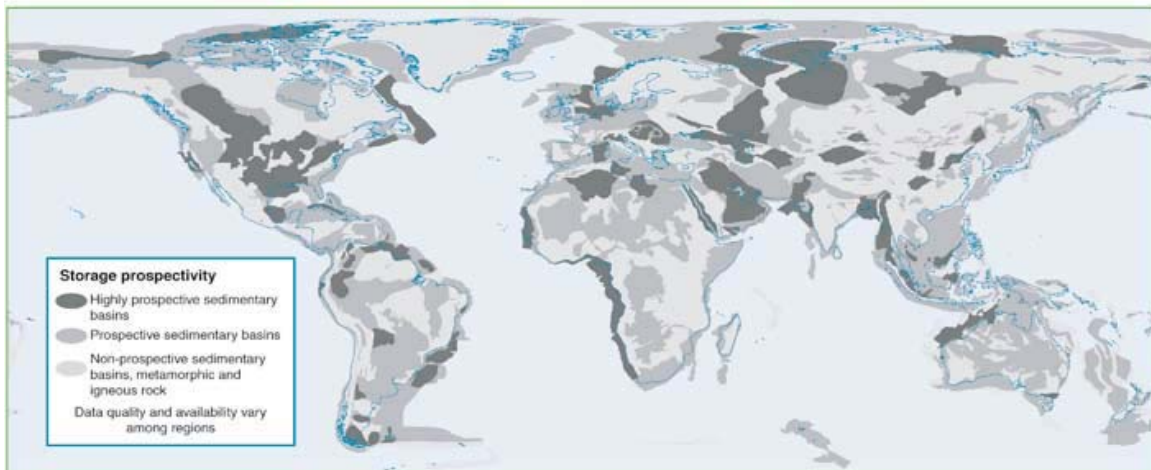 Storage prospectivity
Highly prospective sedimentary
basins
Prospective sedimentary basins
Non-prospective sedimentary
basins, metamorphic and
igneous rock
Data quality and availability vary
among regions